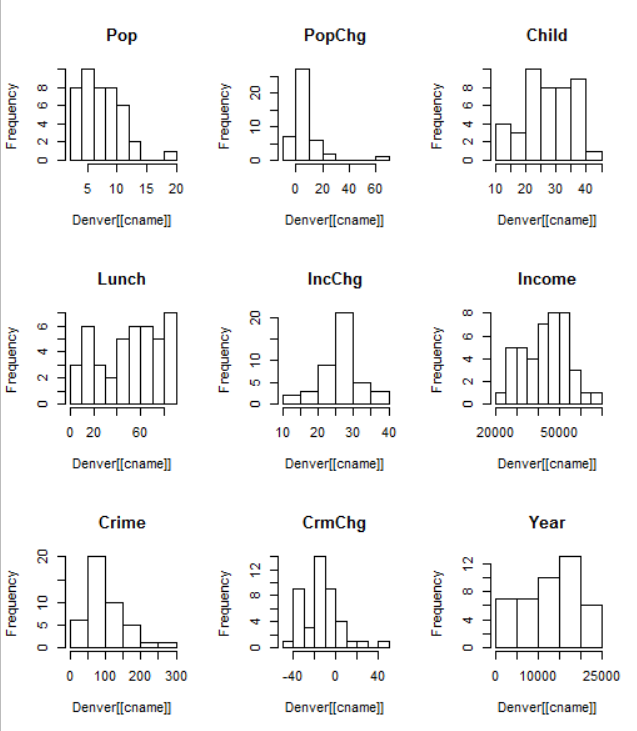 Pop
PopChg
Child
Frequency
0 2 4 6 8
5 10 15 20
Denver[[cname]]
Frequency
0 5 10 20
0 20 40 60
Denver[[cname]]
Frequency
0 2 4 6 8
10 20 30 40
Denver[[cname]]
Lunch
IncChg
Income
Frequency
0 2 4 6
0 20 60
Denver[[cname]]
Frequency
0 5 10 20
10 20 30 40
Denver[[cname]]
Frequency
0 2 4 6 8
20000 50000
Denver[[cname]]
Crime
CrmChg
Year
Frequency
0 5 10 20
0 100 200 300
Denver[[cname]]
Frequency
0 4 8 12
-40 0 40
Denver[[cname]]
Frequency
0 4 8 12
0 10000 25000
Denver[[cname]]